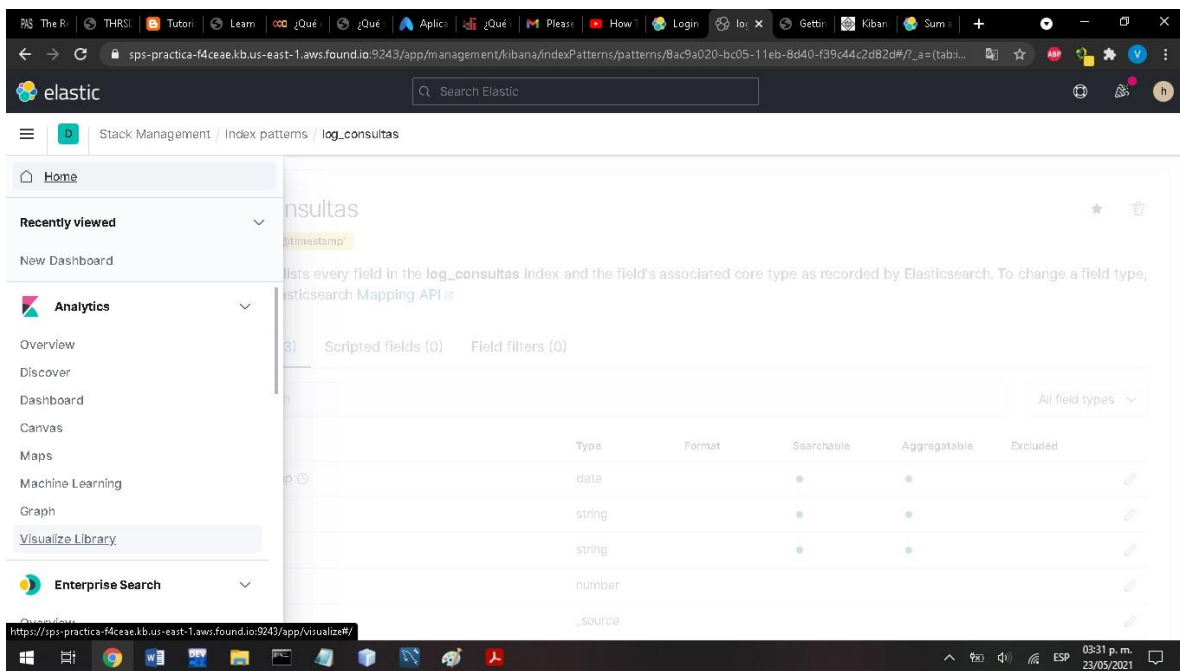 PAS The R THRS Tutori Learn ¿Qué ¿Qué Aplica ¿Qué Please How Login log Gettin Kiban Sum a
sps-practica-f4ceae.kb.us-east-1.aws.found.io:9243/app/management/kibana/indexPatterns/patterns/8ac9a020-bc05-11eb-8d40-f39c44c2d82d#/?_a=(tab:i... ABP V
elastic Search Elastic h
D Stack Management / Index patterns / log_consultas
Home
nsultas
Recently viewed
@timestamp'
New Dashboard
lists every field in the log_consultas index and the field's associated core type as recorded by Elasticsearch. To change a field type,
asticsearch Mapping API
Analytics
Overview
3) Scripted fields (0) Field filters (0)
Discover
Dashboard
All field types
Canvas
Maps
Type Format Searchable Aggregatable Excluded
Machine Learning
p date
Graph
string
Visualize Library
string
Enterprise Search
number
Overview
_source
https://sps-practica-f4ceae.kb.us-east-1.aws.found.io:9243/app/visualize#/
DEV ESP 03:31 p. m.
23/05/2021